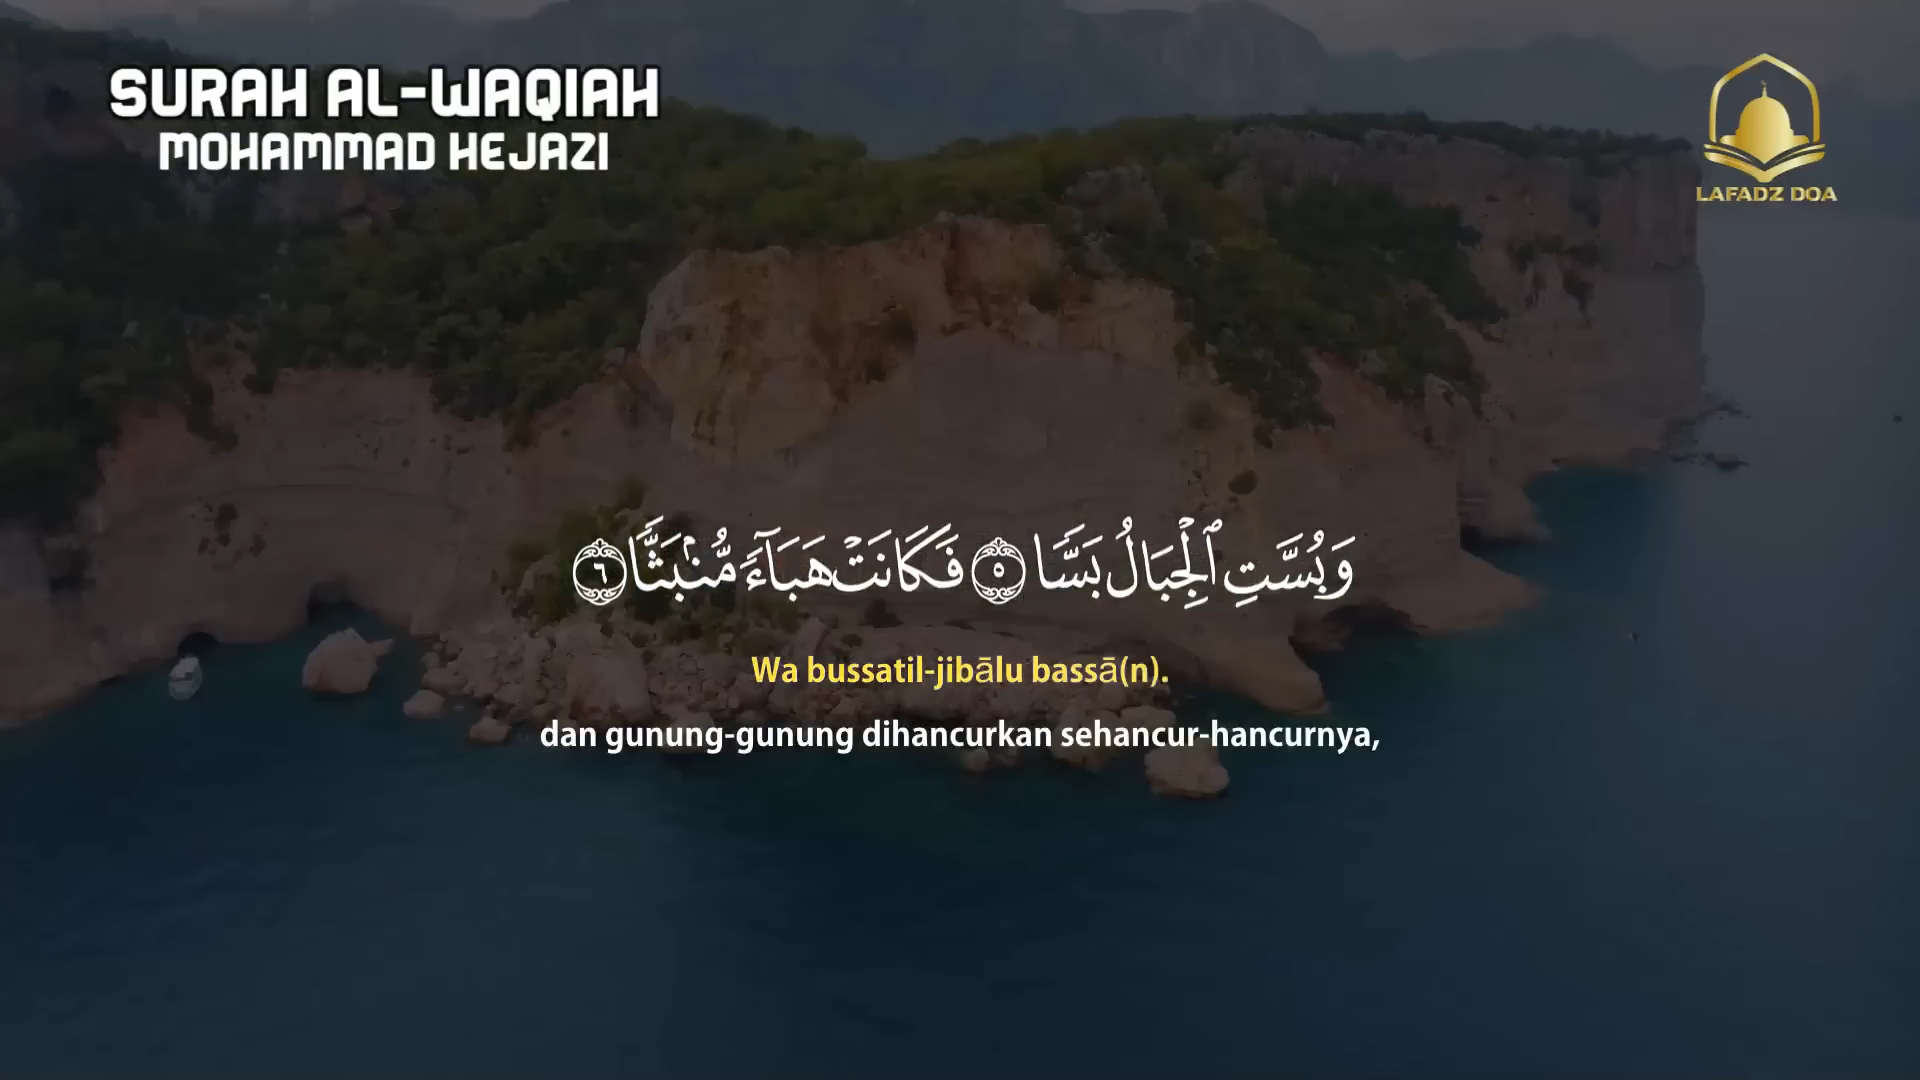 SURAH AL-WAQIAH
MOHAMMAD HEJAZI
LAFADZ DOA
وَبُسَّتِ ٱلْجِبَالُ بَسًّا ٥ فَكَانَتْ هَبَآءً مُّنۢبَثًّا ٦
Wa bussatil-jibālu bassā(n).
dan gunung-gunung dihancurkan sehancur-hancurnya,